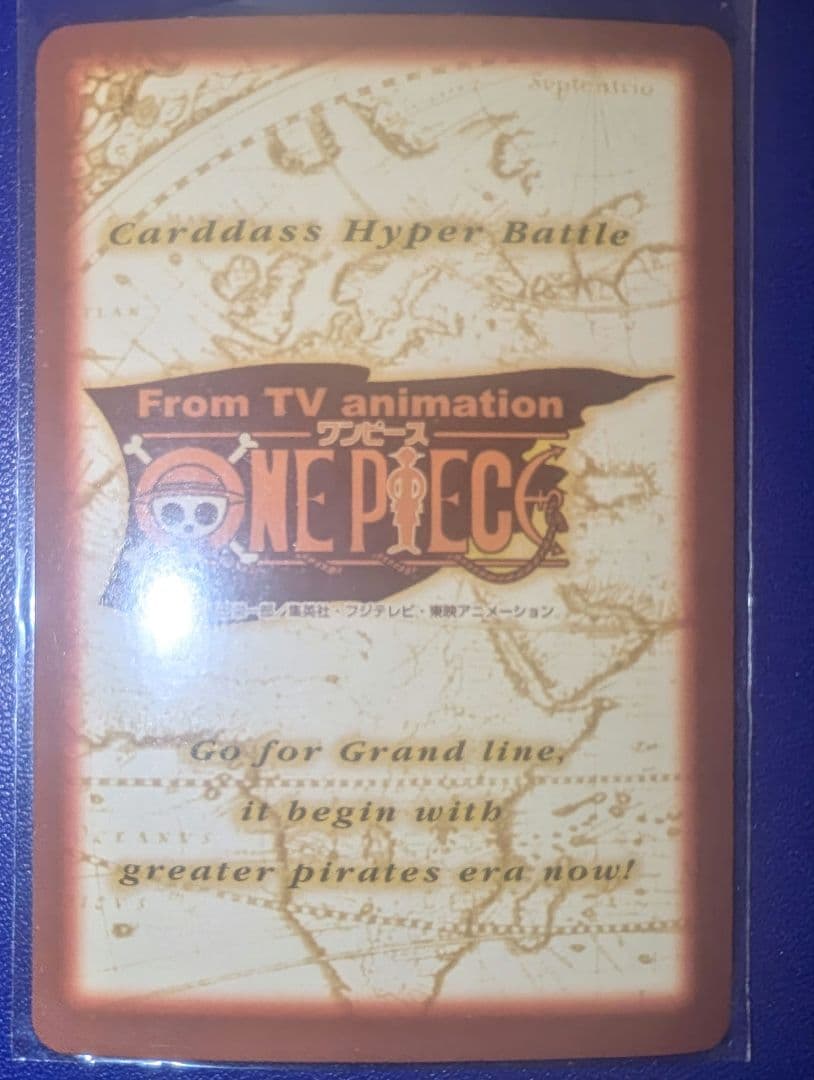 Septentrio
Carddass Hyper Battle
From TV animation
ワンピース
ONE PIECE
一郎/集英社・フジテレビ・東映アニメーション
Go for Grand line,
it begin with
greater pirates era now!